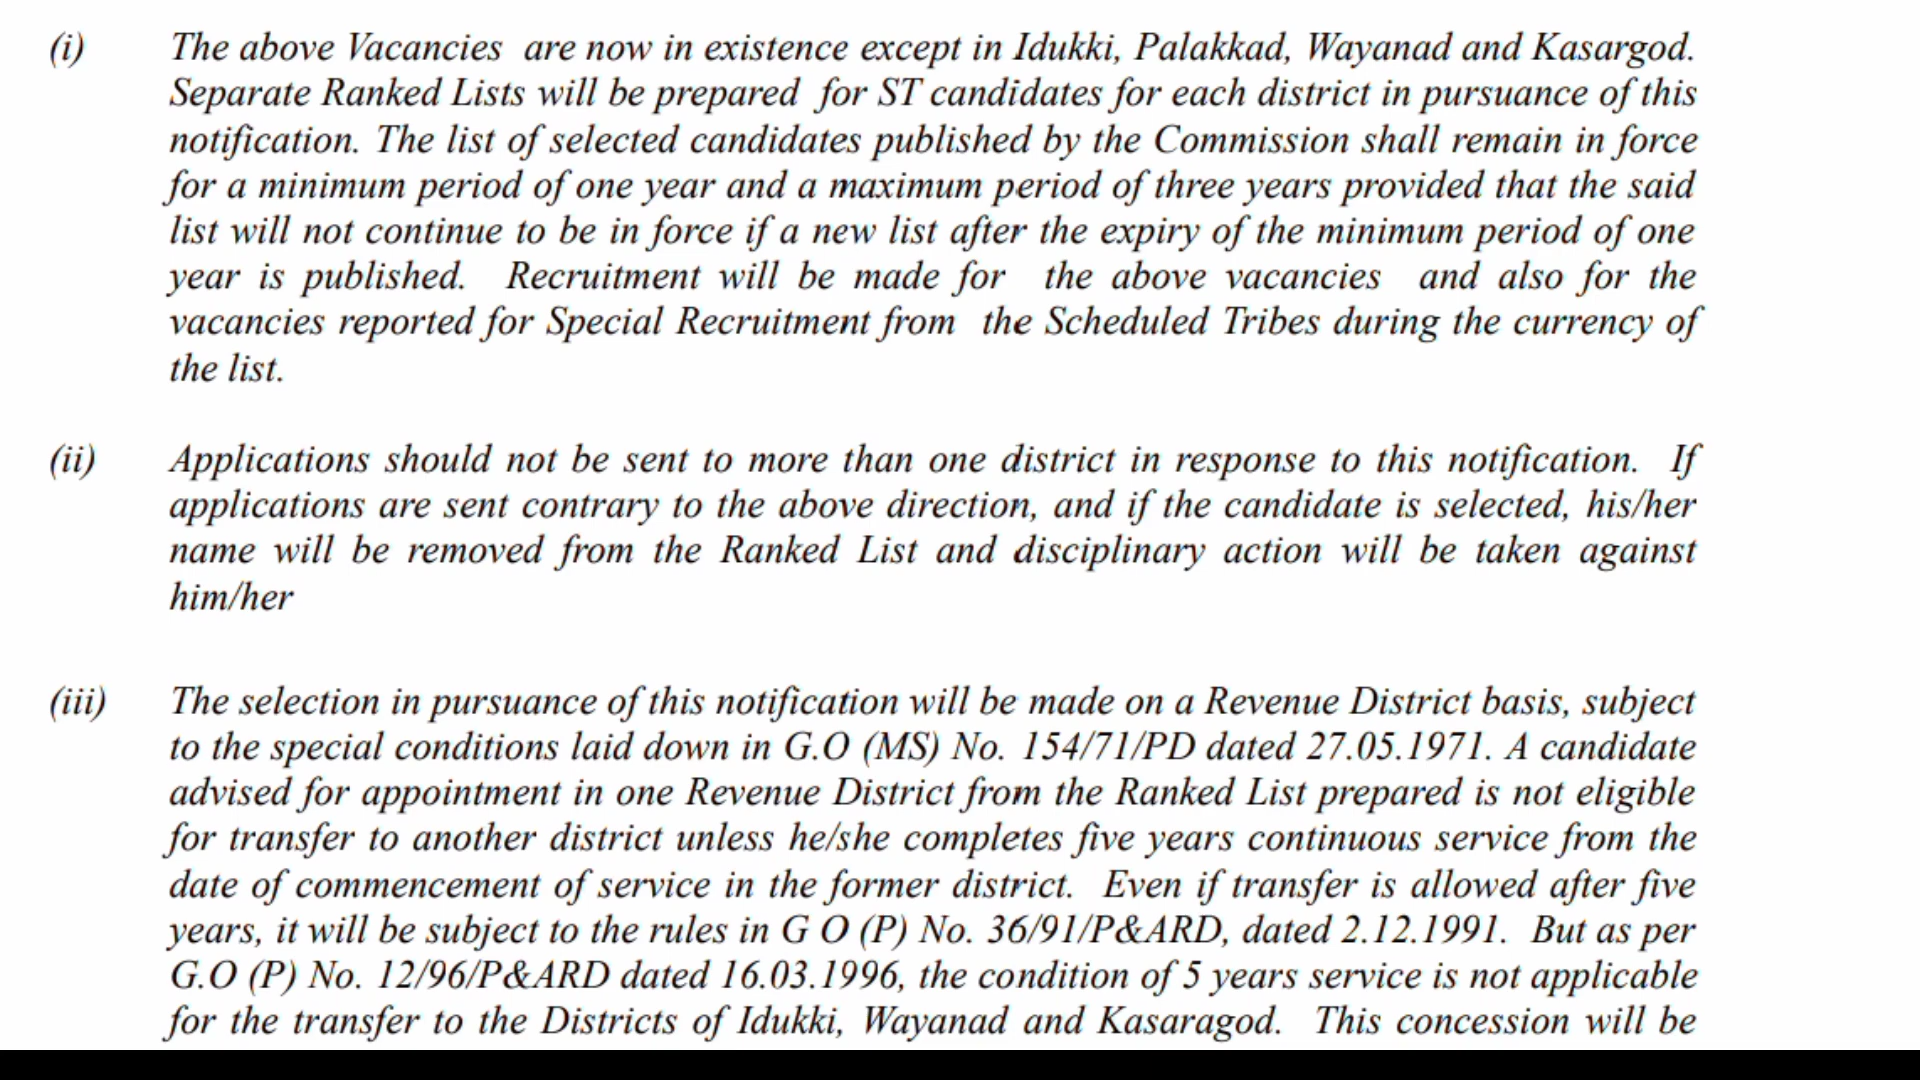 (i) The above Vacancies are now in existence except in Idukki, Palakkad, Wayanad and Kasargod.
Separate Ranked Lists will be prepared for ST candidates for each district in pursuance of this
notification. The list of selected candidates published by the Commission shall remain in force
for a minimum period of one year and a maximum period of three years provided that the said
list will not continue to be in force if a new list after the expiry of the minimum period of one
year is published. Recruitment will be made for the above vacancies and also for the
vacancies reported for Special Recruitment from the Scheduled Tribes during the currency of
the list.
(ii) Applications should not be sent to more than one district in response to this notification. If
applications are sent contrary to the above direction, and if the candidate is selected, his/her
name will be removed from the Ranked List and disciplinary action will be taken against
him/her
(iii) The selection in pursuance of this notification will be made on a Revenue District basis, subject
to the special conditions laid down in G.O (MS) No. 154/71/PD dated 27.05.1971. A candidate
advised for appointment in one Revenue District from the Ranked List prepared is not eligible
for transfer to another district unless he/she completes five years continuous service from the
date of commencement of service in the former district. Even if transfer is allowed after five
years, it will be subject to the rules in G O (P) No. 36/91/P&ARD, dated 2.12.1991. But as per
G.O (P) No. 12/96/P&ARD dated 16.03.1996, the condition of 5 years service is not applicable
for the transfer to the Districts of Idukki, Wayanad and Kasaragod. This concession will be